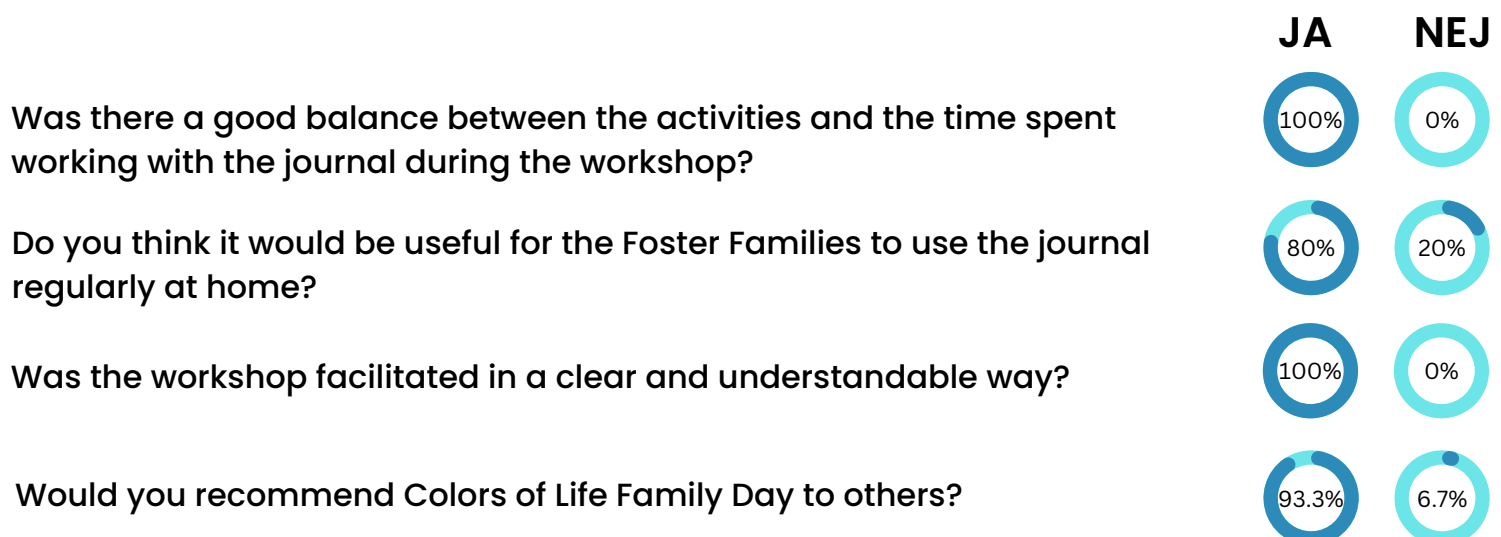 JA NEJ
Was there a good balance between the activities and the time spent
working with the journal during the workshop?
100% 0%
Do you think it would be useful for the Foster Families to use the journal
regularly at home?
80% 20%
Was the workshop facilitated in a clear and understandable way?
100% 0%
Would you recommend Colors of Life Family Day to others?
93.3% 6.7%